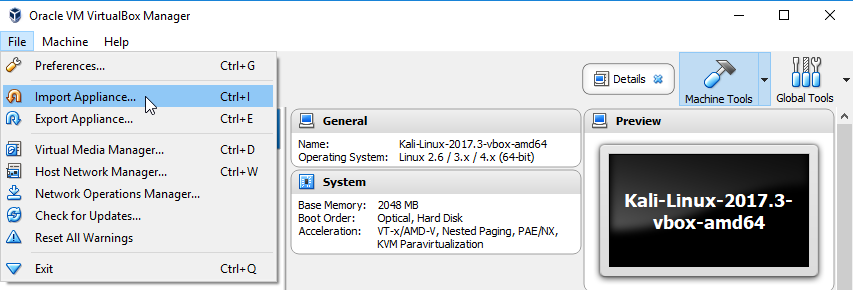 Oracle VM VirtualBox Manager
File Machine Help
Preferences... Ctrl+G
Import Appliance... Ctrl+I
Export Appliance... Ctrl+E
Virtual Media Manager... Ctrl+D
Host Network Manager... Ctrl+W
Network Operations Manager...
Check for Updates...
Reset All Warnings
Exit Ctrl+Q
Details
Machine Tools
Global Tools
General
Name: Kali-Linux-2017.3-vbox-amd64
Operating System: Linux 2.6 / 3.x / 4.x (64-bit)
System
Base Memory: 2048 MB
Boot Order: Optical, Hard Disk
Acceleration: VT-x/AMD-V, Nested Paging, PAE/NX,
KVM Paravirtualization
Preview
Kali-Linux-2017.3-
vbox-amd64